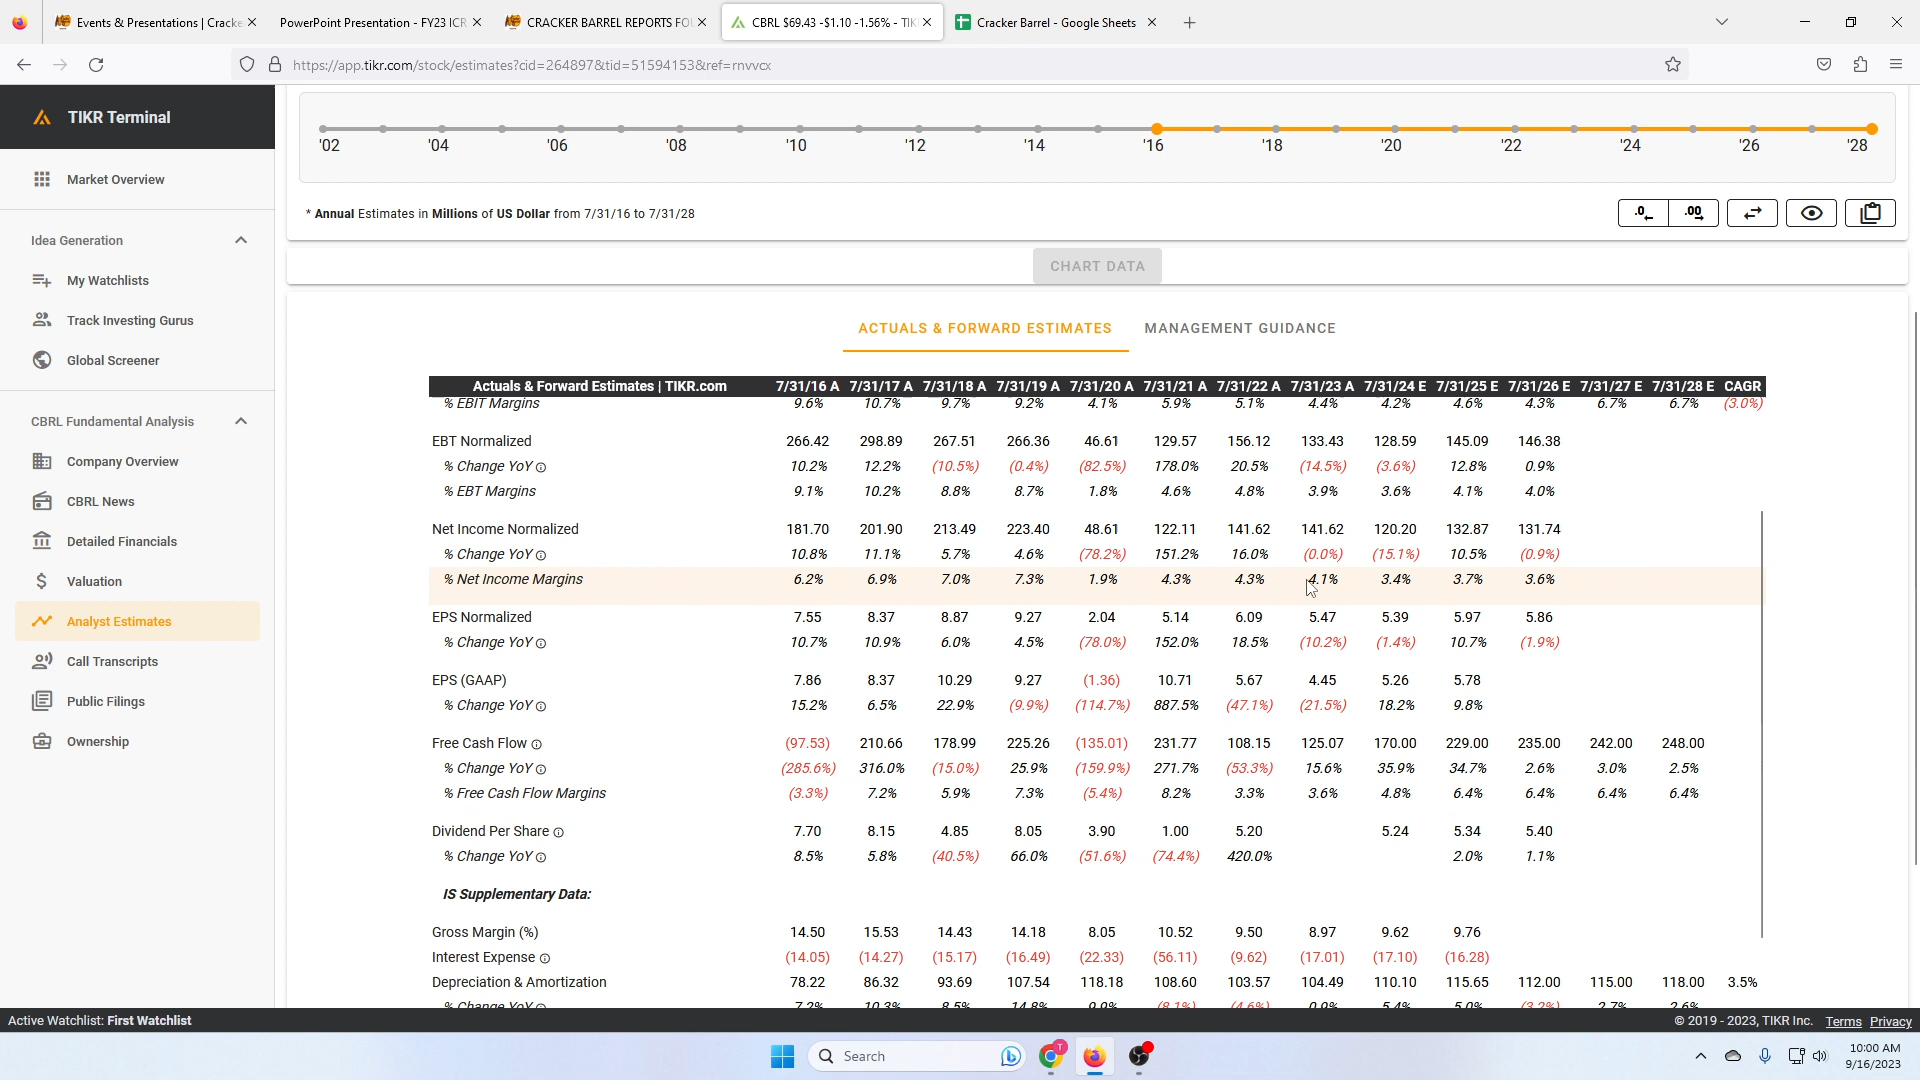 Events & Presentations | Cracke
PowerPoint Presentation - FY23 ICR
CRACKER BARREL REPORTS FOU
CBRL $69.43 -$1.10 -1.56% - TIK
Cracker Barrel - Google Sheets
https://app.tikr.com/stock/estimates?cid=264897&tid=51594153&ref=rnvvcx
TIKR Terminal
Market Overview
Idea Generation
My Watchlists
Track Investing Gurus
Global Screener
CBRL Fundamental Analysis
Company Overview
CBRL News
Detailed Financials
Valuation
Analyst Estimates
Call Transcripts
Public Filings
Ownership
'02 '04 '06 '08 '10 '12 '14 '16 '18 '20 '22 '24 '26 '28
* Annual Estimates in Millions of US Dollar from 7/31/16 to 7/31/28
.0 .00
CHART DATA
ACTUALS & FORWARD ESTIMATES MANAGEMENT GUIDANCE
Actuals & Forward Estimates | TIKR.com 7/31/16 A 7/31/17 A 7/31/18 A 7/31/19 A 7/31/20 A 7/31/21 A 7/31/22 A 7/31/23 A 7/31/24 E 7/31/25 E 7/31/26 E 7/31/27 E 7/31/28 E CAGR
% EBIT Margins 9.6% 10.7% 9.7% 9.2% 4.1% 5.9% 5.1% 4.4% 4.2% 4.6% 4.3% 6.7% 6.7% (3.0%)
EBT Normalized 266.42 298.89 267.51 266.36 46.61 129.57 156.12 133.43 128.59 145.09 146.38
% Change YoY 10.2% 12.2% (10.5%) (0.4%) (82.5%) 178.0% 20.5% (14.5%) (3.6%) 12.8% 0.9%
% EBT Margins 9.1% 10.2% 8.8% 8.7% 1.8% 4.6% 4.8% 3.9% 3.6% 4.1% 4.0%
Net Income Normalized 181.70 201.90 213.49 223.40 48.61 122.11 141.62 141.62 120.20 132.87 131.74
% Change YoY 10.8% 11.1% 5.7% 4.6% (78.2%) 151.2% 16.0% (0.0%) (15.1%) 10.5% (0.9%)
% Net Income Margins 6.2% 6.9% 7.0% 7.3% 1.9% 4.3% 4.3% 4.1% 3.4% 3.7% 3.6%
EPS Normalized 7.55 8.37 8.87 9.27 2.04 5.14 6.09 5.47 5.39 5.97 5.86
% Change YoY 10.7% 10.9% 6.0% 4.5% (78.0%) 152.0% 18.5% (10.2%) (1.4%) 10.7% (1.9%)
EPS (GAAP) 7.86 8.37 10.29 9.27 (1.36) 10.71 5.67 4.45 5.26 5.78
% Change YoY 15.2% 6.5% 22.9% (9.9%) (114.7%) 887.5% (47.1%) (21.5%) 18.2% 9.8%
Free Cash Flow (97.53) 210.66 178.99 225.26 (135.01) 231.77 108.15 125.07 170.00 229.00 235.00 242.00 248.00
% Change YoY (285.6%) 316.0% (15.0%) 25.9% (159.9%) 271.7% (53.3%) 15.6% 35.9% 34.7% 2.6% 3.0% 2.5%
% Free Cash Flow Margins (3.3%) 7.2% 5.9% 7.3% (5.4%) 8.2% 3.3% 3.6% 4.8% 6.4% 6.4% 6.4% 6.4%
Dividend Per Share 7.70 8.15 4.85 8.05 3.90 1.00 5.20 5.24 5.34 5.40
% Change YoY 8.5% 5.8% (40.5%) 66.0% (51.6%) (74.4%) 420.0% 2.0% 1.1%
IS Supplementary Data:
Gross Margin (%) 14.50 15.53 14.43 14.18 8.05 10.52 9.50 8.97 9.62 9.76
Interest Expense (14.05) (14.27) (15.17) (16.49) (22.33) (56.11) (9.62) (17.01) (17.10) (16.28)
Depreciation & Amortization 78.22 86.32 93.69 107.54 118.18 108.60 103.57 104.49 110.10 115.65 112.00 115.00 118.00 3.5%
% Change YoY 7.2% 10.3% 8.5% 14.8% 9.9% (8.1%) (4.6%) 0.9% 5.4% 5.0% (3.2%) 2.7% 2.6%
Active Watchlist: First Watchlist
© 2019 - 2023, TIKR Inc. Terms Privacy
Search
10:00 AM
9/16/2023